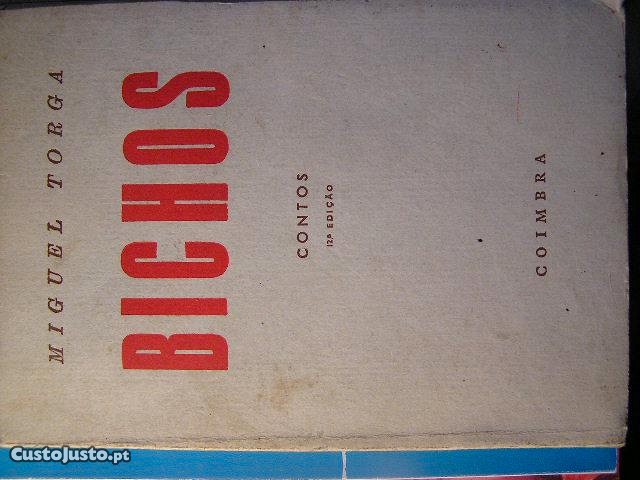 MIGUEL TORGA
BICHOS
CONTOS
12ª EDIÇÃO
COIMBRA
CustoJusto.pt